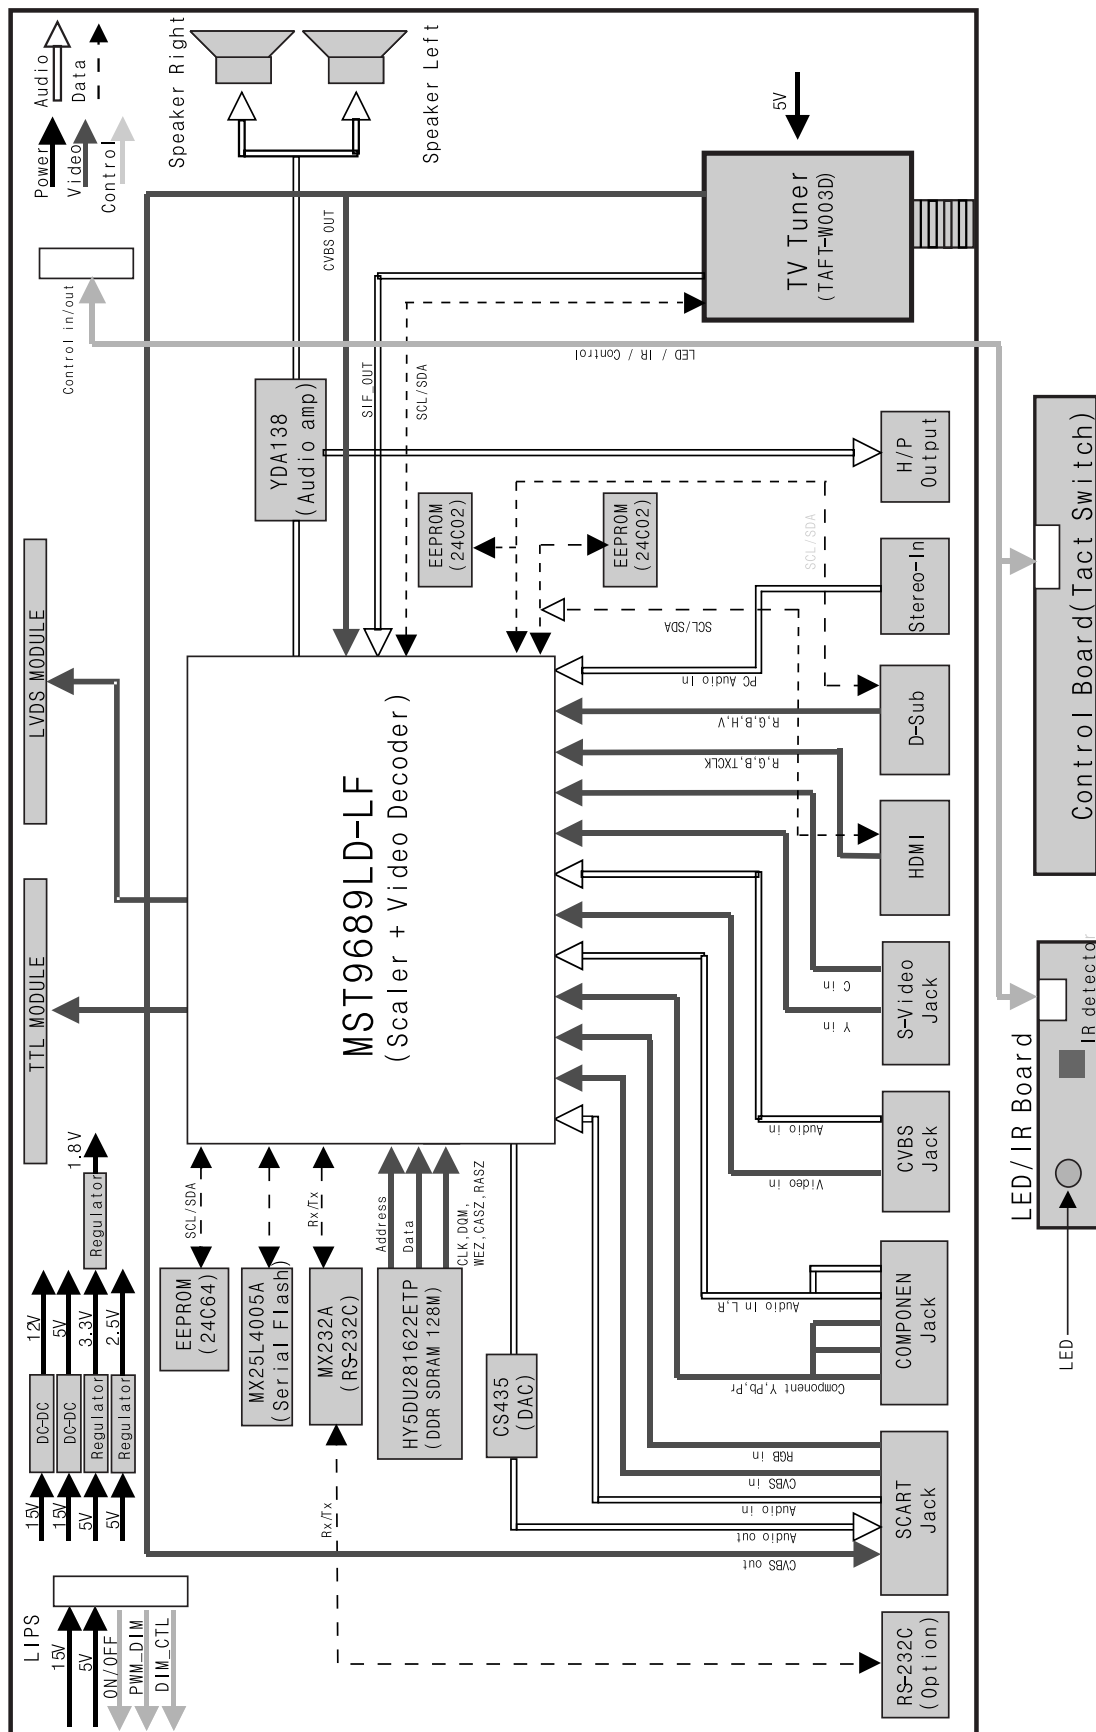 LIPS
15V
5V
ON/OFF
PWM_DIM
DIM_CTL
15V
15V
5V
5V
DC-DC
DC-DC
Regulator
Regulator
12V
5V
3.3V
2.5V
Regulator
1.8V
TTL MODULE
LVDS MODULE
Control in/out
Power
Video
Control
Audio
Data
Speaker Right
Speaker Left
EEPROM
(24C64)
SCL/SDA
MX25L4005A
(Serial Flash)
MX232A
(RS-232C)
Rx/Tx
Rx/Tx
HY5DU281622ETP
(DDR SDRAM 128M)
Address
Data
CLK,DQM,
WEZ,CASZ,RASZ
CS435
(DAC)
MST9689LD-LF
(Scaler + Video Decoder)
YDA138
(Audio amp)
CVBS OUT
SIF_OUT
SCL/SDA
EEPROM
(24C02)
EEPROM
(24C02)
SCL/SDA
SCL/SDA
LED / IR / Control
TV Tuner
(TAFT-W003D)
5V
PC Audio In
R,G,B,H,V
R,G,B,TXCLK
C in
Y in
Audio in
Video in
Audio In L,R
Component Y,Pb,Pr
RGB in
CVBS in
Audio in
Audio out
CVBS out
RS-232C
(Option)
SCART
Jack
COMPONEN
Jack
CVBS
Jack
S-Video
Jack
HDMI
D-Sub
Stereo-In
H/P
Output
LED/IR Board
LED
IR detector
Control Board(Tact Switch)